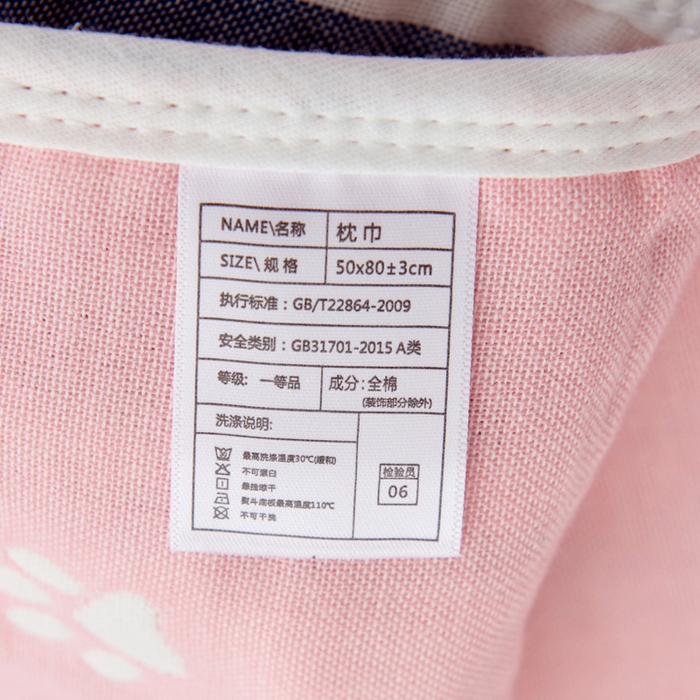 NAME\名称 枕巾
SIZE\规格 50x80±3cm
执行标准：GB/T22864-2009
安全类别：GB31701-2015 A类
等级: 一等品 成分:全棉
(装饰部分除外)
洗涤说明:
最高洗涤温度30℃(缓和)
不可漂白
悬挂晾干
熨斗底板最高温度110℃
不可干洗
检验员
06